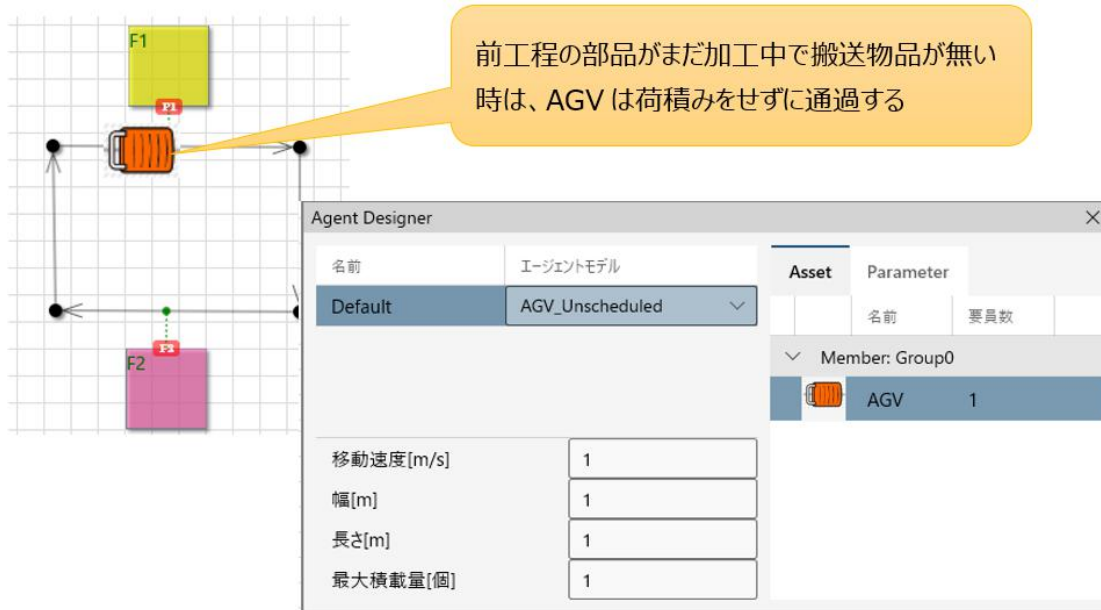 F1
P1
前工程の部品がまだ加工中で搬送物品が無い
時は、AGV は荷積みをせずに通過する
F2
Agent Designer
名前 エージェントモデル
Default AGV_Unscheduled
移動速度[m/s] 1
幅[m] 1
長さ[m] 1
最大積載量[個] 1
Asset Parameter
名前 要員数
Member: Group0
AGV 1